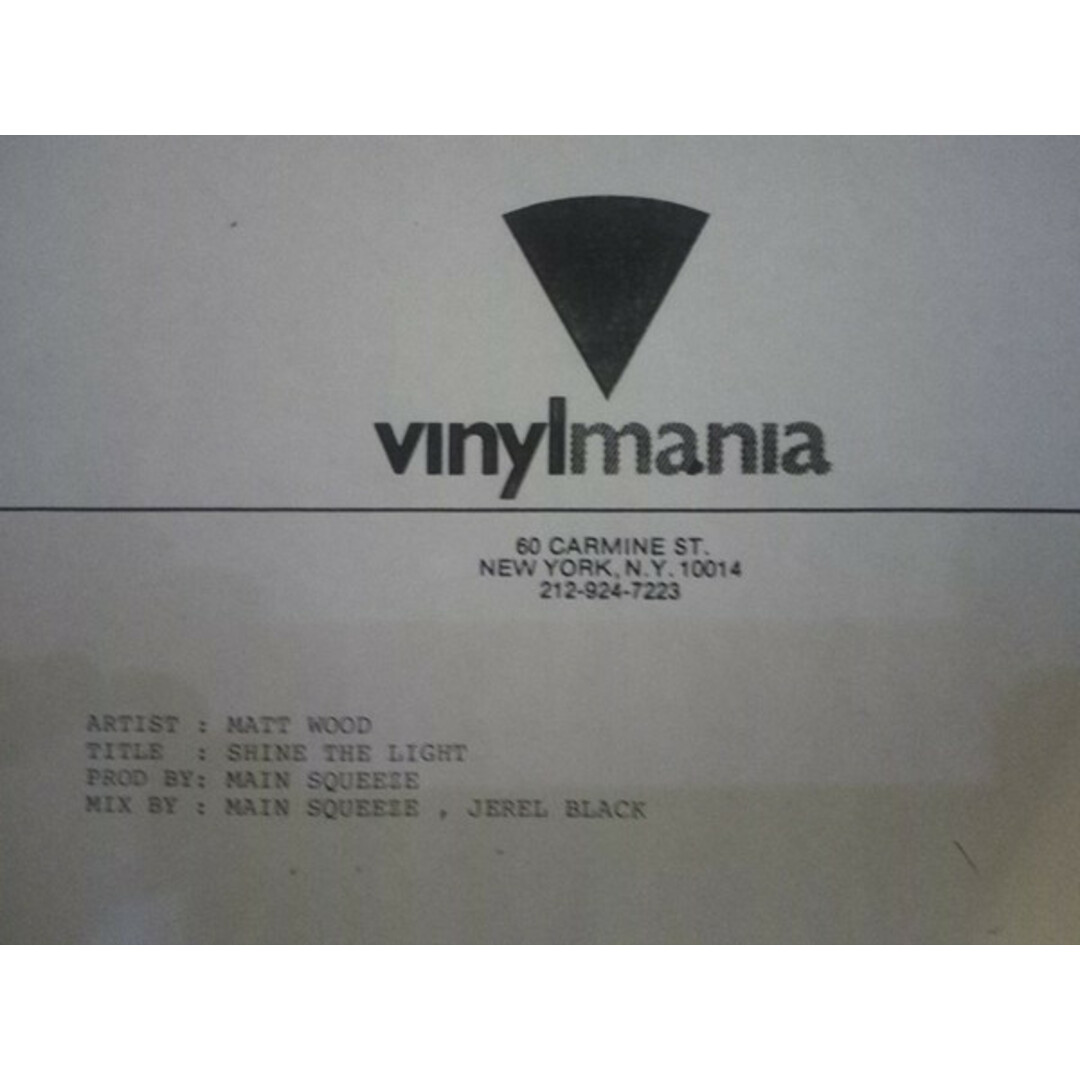 vinylmania
60 CARMINE ST.
NEW YORK, N.Y. 10014
212-924-7223
ARTIST : MATT WOOD
TITLE : SHINE THE LIGHT
PROD BY: MAIN SQUEEZE
MIX BY : MAIN SQUEEZE , JEREL BLACK